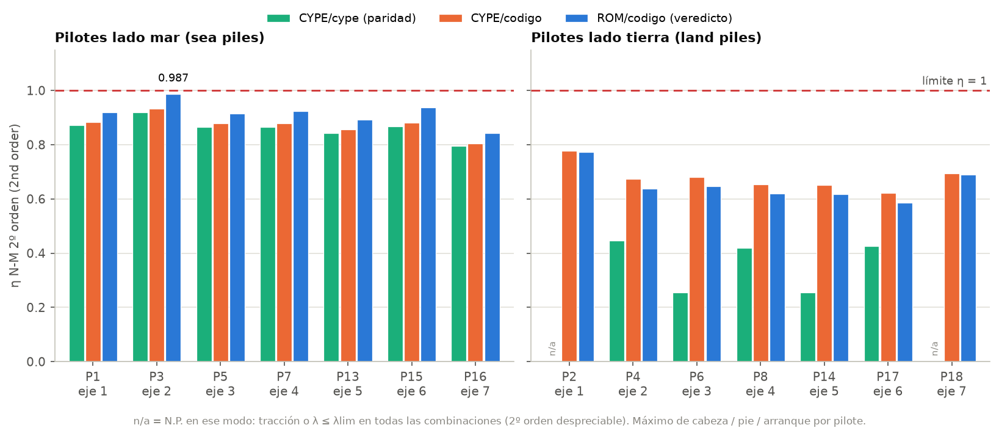 CYPE/cype (paridad) CYPE/codigo ROM/codigo (veredicto)
Pilotes lado mar (sea piles)
Pilotes lado tierra (land piles)
η N-M 2º orden (2nd order)
1.0
0.8
0.6
0.4
0.2
0.0
0.987
límite η = 1
n/a
n/a
P1 P3 P5 P7 P13 P15 P16
eje 1 eje 2 eje 3 eje 4 eje 5 eje 6 eje 7
P2 P4 P6 P8 P14 P17 P18
eje 1 eje 2 eje 3 eje 4 eje 5 eje 6 eje 7
n/a = N.P. en ese modo: tracción o λ ≤ λlim en todas las combinaciones (2º orden despreciable). Máximo de cabeza / pie / arranque por pilote.